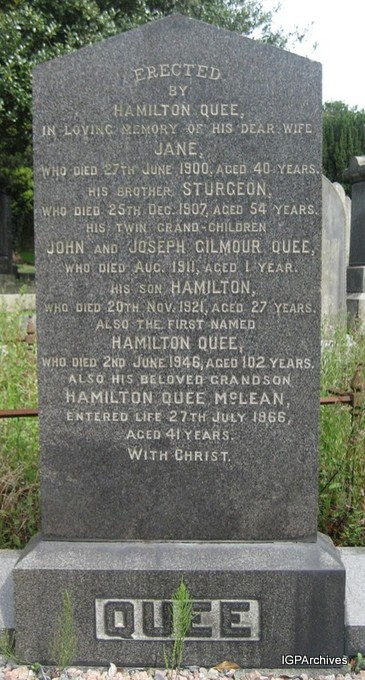 ERECTED
BY
HAMILTON QUEE,
IN LOVING MEMORY OF HIS DEAR WIFE
JANE,
WHO DIED 27TH JUNE 1900, AGED 40 YEARS.
HIS BROTHER, STURGEON,
WHO DIED 25TH DEC. 1907, AGED 54 YEARS.
HIS TWIN GRAND-CHILDREN
JOHN AND JOSEPH GILMOUR QUEE,
WHO DIED AUG. 1911, AGED 1 YEAR.
HIS SON HAMILTON,
WHO DIED 20TH NOV. 1921, AGED 27 YEARS.
ALSO THE FIRST NAMED
HAMILTON QUEE,
WHO DIED 2ND JUNE 1946, AGED 102 YEARS.
ALSO HIS BELOVED GRANDSON
HAMILTON QUEE McLEAN,
ENTERED LIFE 27TH JULY 1966,
AGED 41 YEARS.
WITH CHRIST.
QUEE
IGPArchives